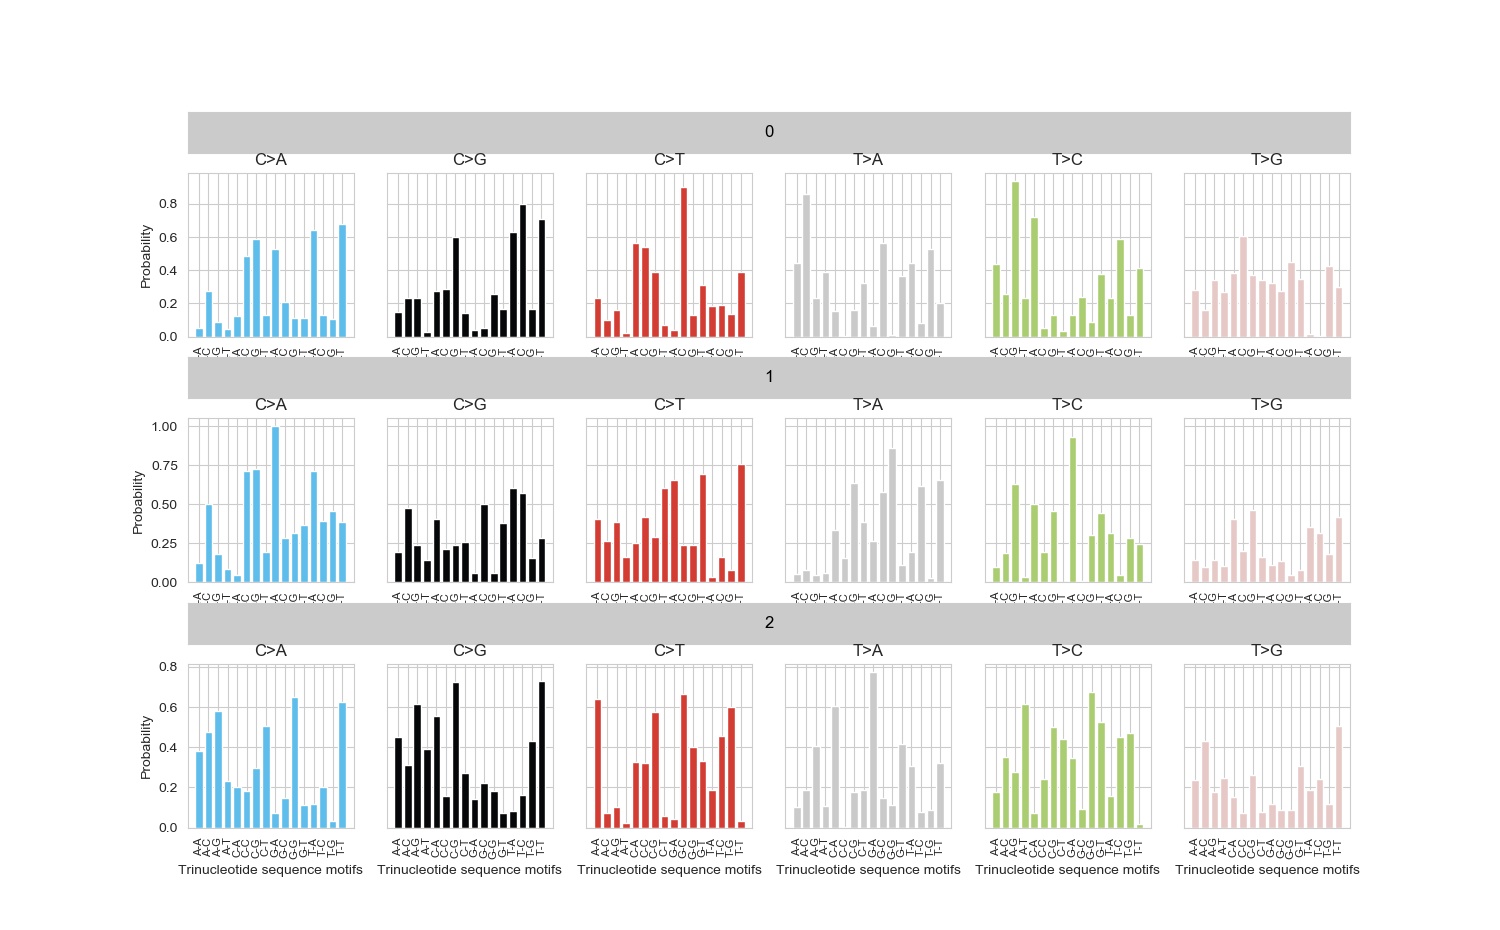 0
C>A C>G C>T T>A T>C T>G
0.8
0.6
0.4
0.2
0.0
Probability
1
C>A C>G C>T T>A T>C T>G
1.00
0.75
0.50
0.25
0.00
Probability
2
C>A C>G C>T T>A T>C T>G
0.8
0.6
0.4
0.2
0.0
Probability
A-A A-C A-G A-T C-A C-C C-G C-T G-A G-C G-G G-T T-A T-C T-G T-T A-A A-C A-G A-T C-A C-C C-G C-T G-A G-C G-G G-T T-A T-C T-G T-T A-A A-C A-G A-T C-A C-C C-G C-T G-A G-C G-G G-T T-A T-C T-G T-T A-A A-C A-G A-T C-A C-C C-G C-T G-A G-C G-G G-T T-A T-C T-G T-T A-A A-C A-G A-T C-A C-C C-G C-T G-A G-C G-G G-T T-A T-C T-G T-T A-A A-C A-G A-T C-A C-C C-G C-T G-A G-C G-G G-T T-A T-C T-G T-T
Trinucleotide sequence motifs Trinucleotide sequence motifs Trinucleotide sequence motifs Trinucleotide sequence motifs Trinucleotide sequence motifs Trinucleotide sequence motifs